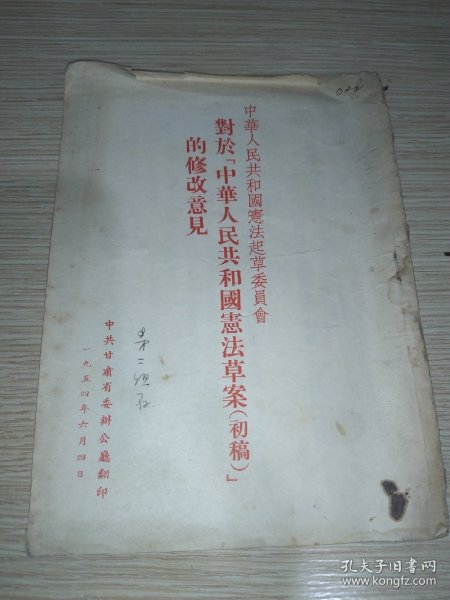 中華人民共和國憲法起草委員會
對於「中華人民共和國憲法草案(初稿)」
的修改意見
中共甘肅省委辦公廳翻印
一九五四年六月四日
孔夫子旧书网
www.kongfz.com